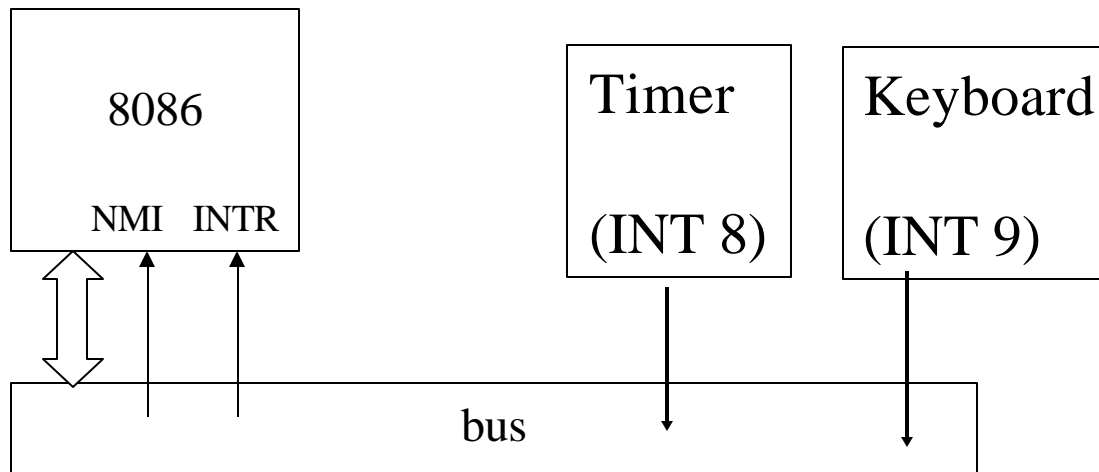 8086
NMI INTR
Timer
(INT 8)
Keyboard
(INT 9)
bus